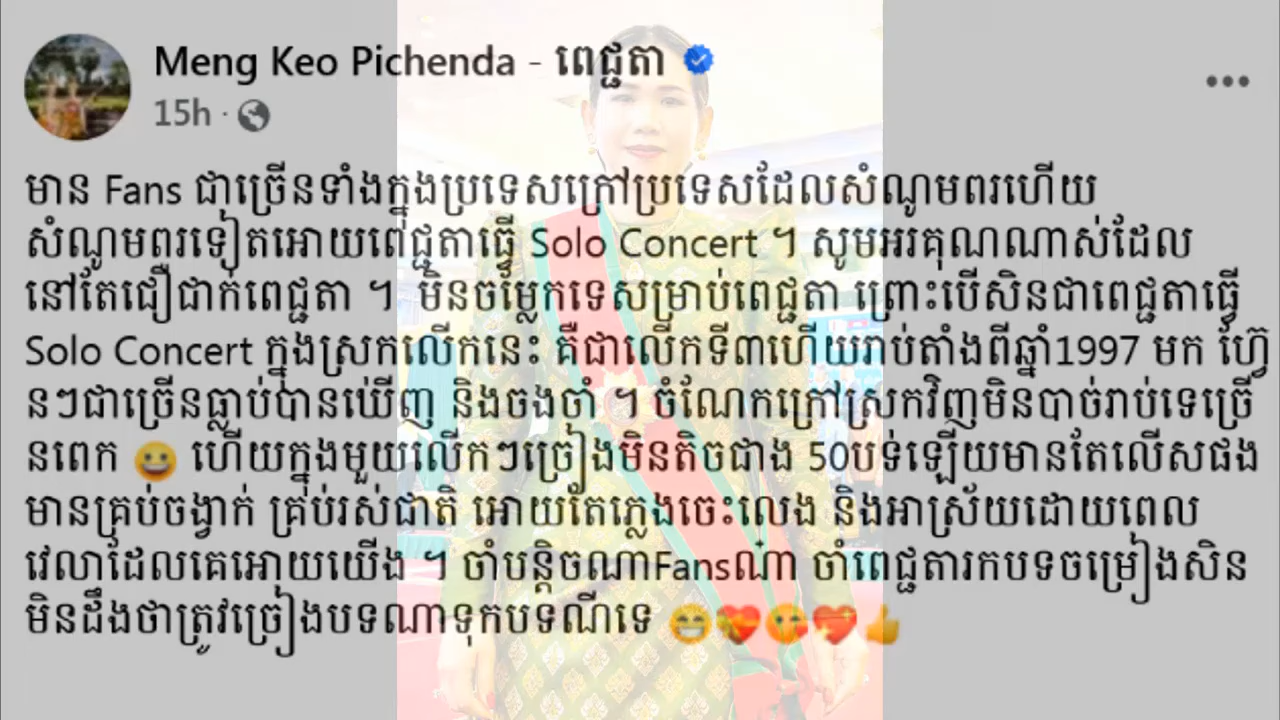 Meng Keo Pichenda - ពេជ្ជតា
15h ·
មាន Fans ជាច្រើនទាំងក្នុងប្រទេសក្រៅប្រទេសដែលសំណូមពរហើយ
សំណូមពរទៀតអោយពេជ្ជតាធ្វើ Solo Concert ។ សូមអរគុណណាស់ដែល
នៅតែជឿជាក់ពេជ្ជតា ។ មិនចម្លែកទេសម្រាប់ពេជ្ជតា ព្រោះបើសិនជាពេជ្ជតាធ្វើ
Solo Concert ក្នុងស្រុកលើកនេះ គឺជាលើកទី៣ហើយរាប់តាំងពីឆ្នាំ1997 មក ហ្វ៊ែ
នៗជាច្រើនធ្លាប់បានឃើញ និងចងចាំ ។ ចំណែកក្រៅស្រុកវិញមិនបាច់រាប់ទេច្រើ
នពេក 😀 ហើយក្នុងមួយលើកៗច្រៀងមិនតិចជាង 50បទ់ឡើយមានតែលើសផង
មានគ្រប់ចង្វាក់ គ្រប់រស់ជាតិ អោយតែភ្លេងចេះលេង និងអាស្រ័យដោយពេល
វេលាដែលគេអោយយើង ។ ចាំបន្តិចណាFansណ៎ា ចាំពេជ្ជតារកបទចម្រៀងសិន
មិនដឹងថាត្រូវច្រៀងបទណាទុកបទណីទេ 😁💝😘💖👍